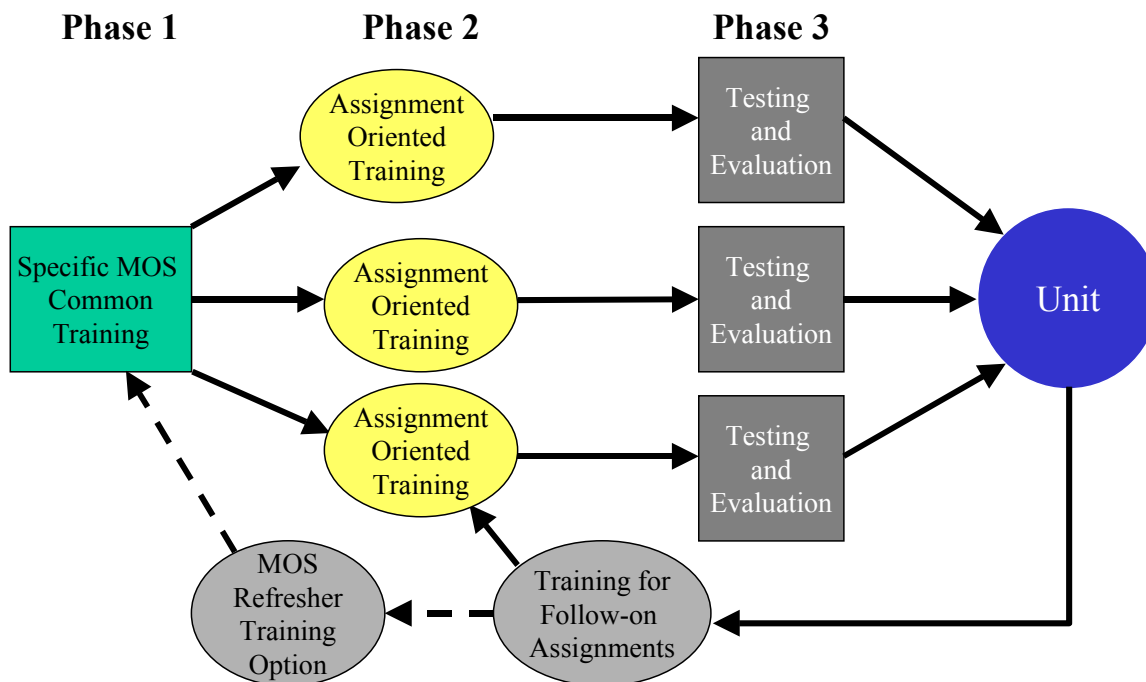 Phase 1
Phase 2
Phase 3
Specific MOS
Common
Training
Assignment
Oriented
Training
Assignment
Oriented
Training
Assignment
Oriented
Training
Testing
and
Evaluation
Testing
and
Evaluation
Testing
and
Evaluation
Unit
MOS
Refresher
Training
Option
Training for
Follow-on
Assignments